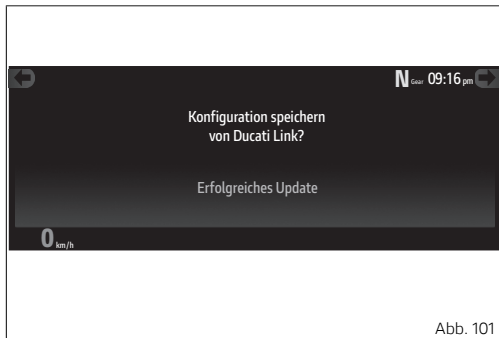 N Gear 09:16 pm
Konfiguration speichern
von Ducati Link?
Erfolgreiches Update
0 km/h
Abb. 101